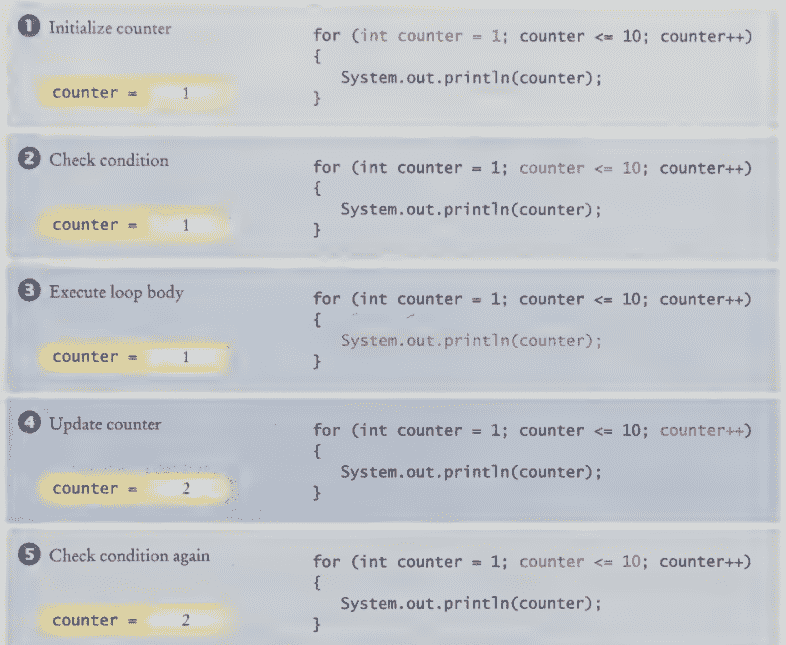 1 Initialize counter
for (int counter = 1; counter <= 10; counter++)
{
System.out.println(counter);
}
counter = 1
2 Check condition
for (int counter = 1; counter <= 10; counter++)
{
System.out.println(counter);
}
counter = 1
3 Execute loop body
for (int counter = 1; counter <= 10; counter++)
{
System.out.println(counter);
}
counter = 1
4 Update counter
for (int counter = 1; counter <= 10; counter++)
{
System.out.println(counter);
}
counter = 2
5 Check condition again
for (int counter = 1; counter <= 10; counter++)
{
System.out.println(counter);
}
counter = 2